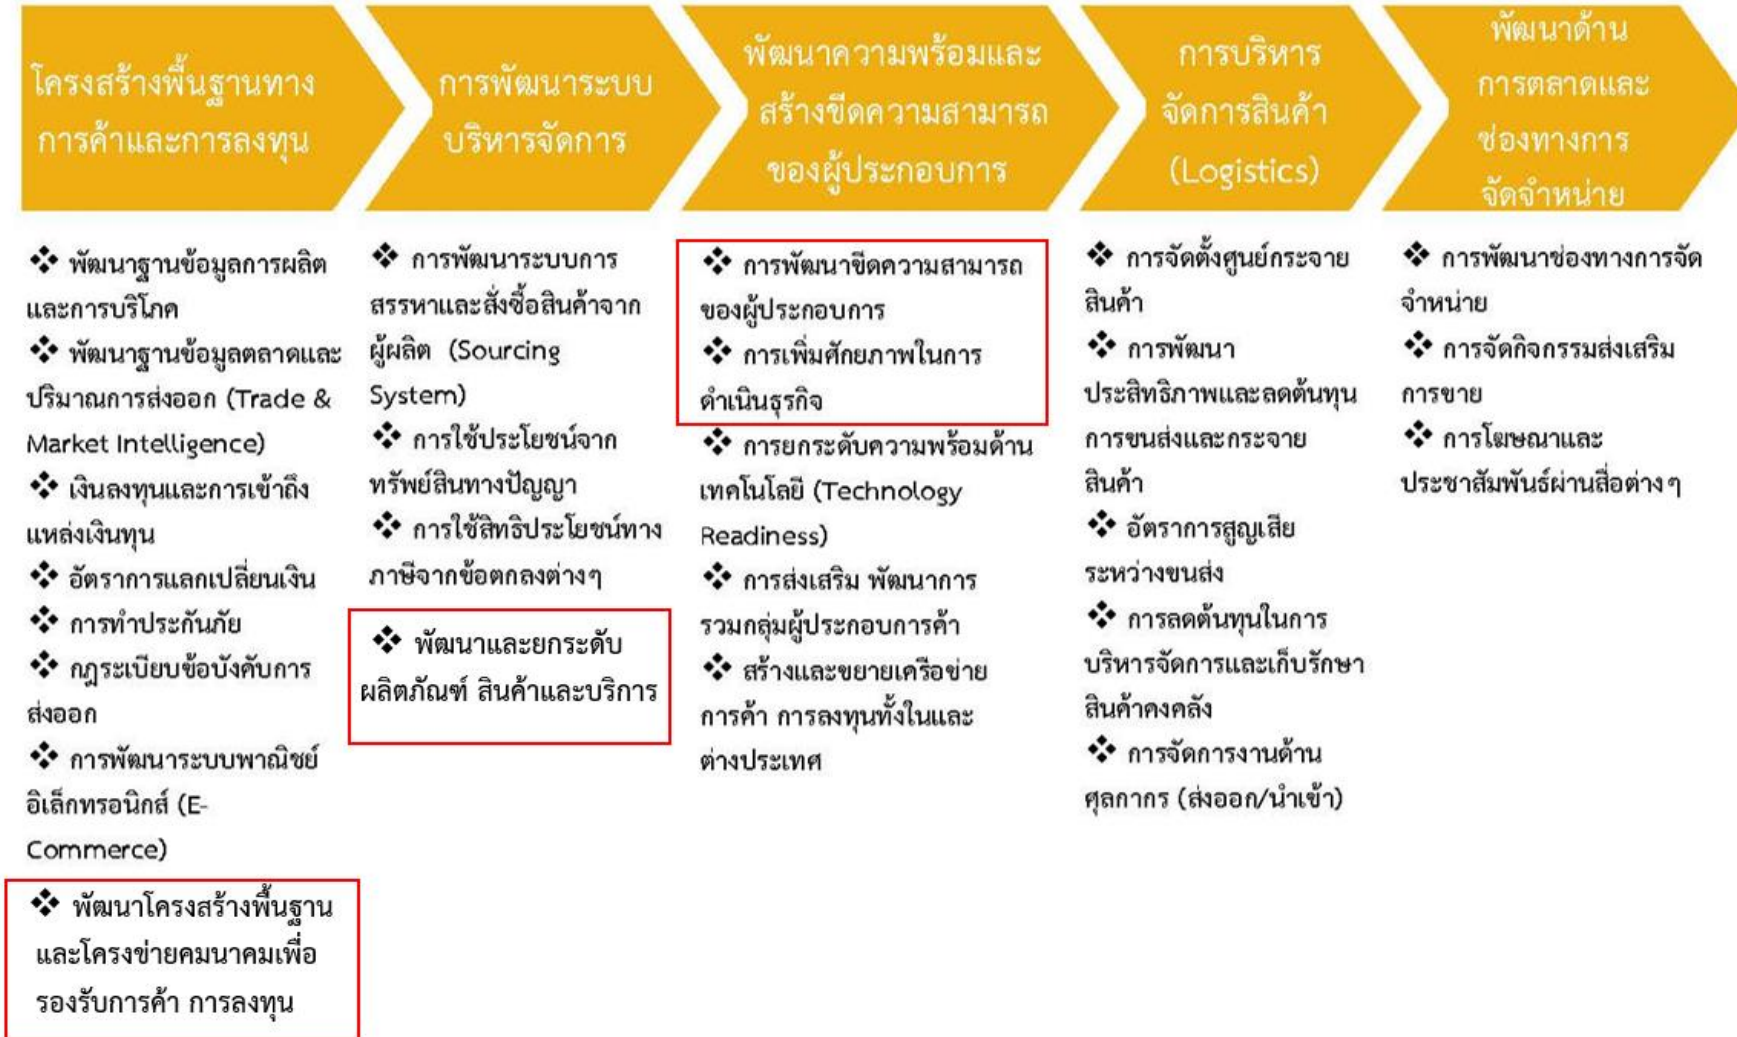 โครงสร้างพื้นฐานทาง
การค้าและการลงทุน
การพัฒนาระบบ
บริหารจัดการ
พัฒนาความพร้อมและ
สร้างขีดความสามารถ
ของผู้ประกอบการ
การบริหาร
จัดการสินค้า
(Logistics)
พัฒนาด้าน
การตลาดและ
ช่องทางการ
จัดจำหน่าย
❖ พัฒนาฐานข้อมูลการผลิต
และการบริโภค
❖ พัฒนาฐานข้อมูลตลาดและ
ปริมาณการส่งออก (Trade &
Market Intelligence)
❖ เงินลงทุนและการเข้าถึง
แหล่งเงินทุน
❖ อัตราการแลกเปลี่ยนเงิน
❖ การทำประกันภัย
❖ กฎระเบียบข้อบังคับการ
ส่งออก
❖ การพัฒนาระบบพาณิชย์
อิเล็กทรอนิกส์ (E-
Commerce)
❖ พัฒนาโครงสร้างพื้นฐาน
และโครงข่ายคมนาคมเพื่อ
รองรับการค้า การลงทุน
❖ การพัฒนาระบบการ
สรรหาและสั่งซื้อสินค้าจาก
ผู้ผลิต (Sourcing
System)
❖ การใช้ประโยชน์จาก
ทรัพย์สินทางปัญญา
❖ การใช้สิทธิประโยชน์ทาง
ภาษีจากข้อตกลงต่างๆ
❖ พัฒนาและยกระดับ
ผลิตภัณฑ์ สินค้าและบริการ
❖ การพัฒนาขีดความสามารถ
ของผู้ประกอบการ
❖ การเพิ่มศักยภาพในการ
ดำเนินธุรกิจ
❖ การยกระดับความพร้อมด้าน
เทคโนโลยี (Technology
Readiness)
❖ การส่งเสริม พัฒนาการ
รวมกลุ่มผู้ประกอบการค้า
❖ สร้างและขยายเครือข่าย
การค้า การลงทุนทั้งในและ
ต่างประเทศ
❖ การจัดตั้งศูนย์กระจาย
สินค้า
❖ การพัฒนา
ประสิทธิภาพและลดต้นทุน
การขนส่งและกระจาย
สินค้า
❖ อัตราการสูญเสีย
ระหว่างขนส่ง
❖ การลดต้นทุนในการ
บริหารจัดการและเก็บรักษา
สินค้าคงคลัง
❖ การจัดการงานด้าน
ศุลกากร (ส่งออก/นำเข้า)
❖ การพัฒนาช่องทางการจัด
จำหน่าย
❖ การจัดกิจกรรมส่งเสริม
การขาย
❖ การโฆษณาและ
ประชาสัมพันธ์ผ่านสื่อต่างๆ